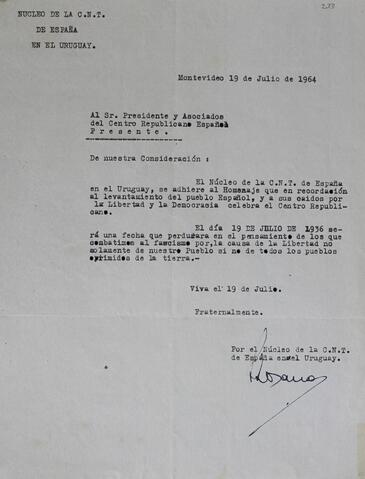 273
NUCLEO DE LA C.N.T.
DE ESPAÑA
EN EL URUGUAY.
Montevideo 19 de Julio de 1964
Al Sr. Presidente y Asociados
del Centro Republicano Español
Presente.
De nuestra Consideración :
El Núcleo de la C.N.T. de España
en el Uruguay, se adhiere al Homenaje que en recordación
al levantamiento del pueblo Español, y a sus caidos por
la Libertad y la Democracia celebra el Centro Republi-
cano.
El día 19 DE JULIO DE 1936 se-
rá una fecha que perdurara en el pensamiento de los que
combatimos al fascismo por, la causa de la Libertad no
solamente de nuestro Pueblo si no de todos los pueblos
oprimidos de la tierra.-
Viva el 19 de Julio.
Fraternalmente.
Por el Núcleo de la C.N.T.
de España en el Uruguay.